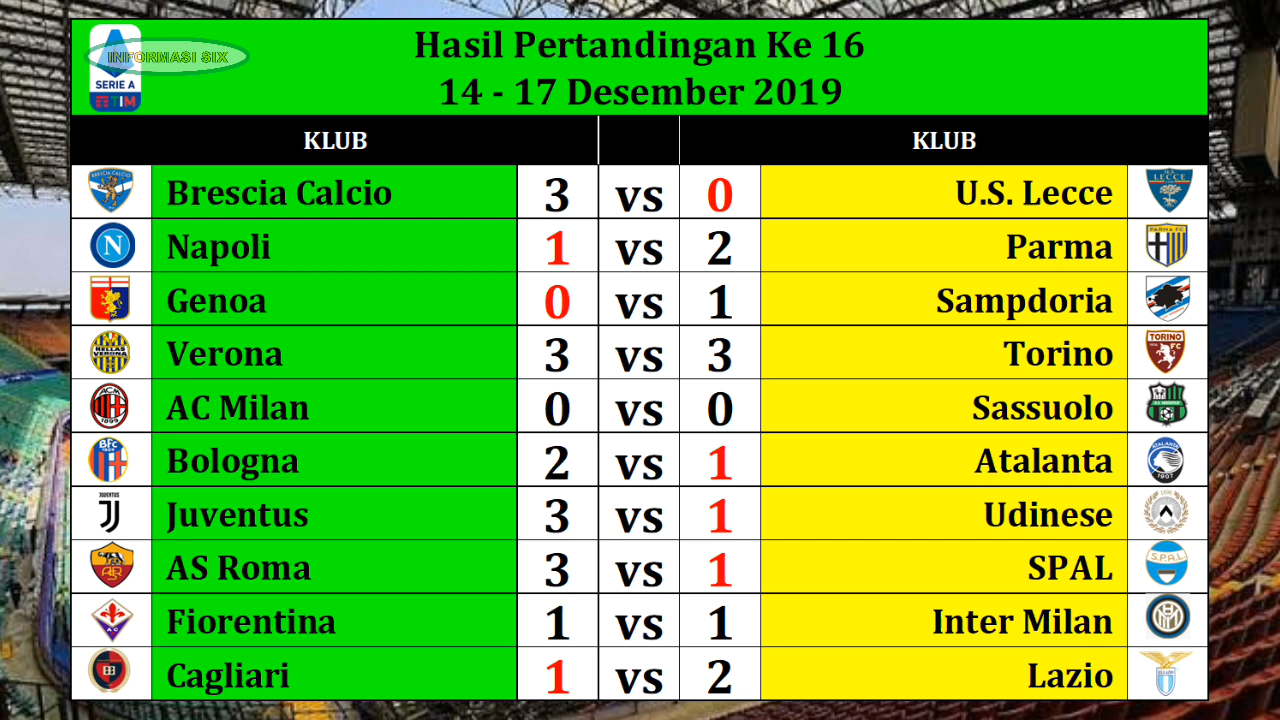 INFORMASI SIX
SERIE A
TIM
Hasil Pertandingan Ke 16
14 - 17 Desember 2019
KLUB KLUB
Brescia Calcio 3 vs 0 U.S. Lecce
Napoli 1 vs 2 Parma
Genoa 0 vs 1 Sampdoria
Verona 3 vs 3 Torino
AC Milan 0 vs 0 Sassuolo
Bologna 2 vs 1 Atalanta
Juventus 3 vs 1 Udinese
AS Roma 3 vs 1 SPAL
Fiorentina 1 vs 1 Inter Milan
Cagliari 1 vs 2 Lazio